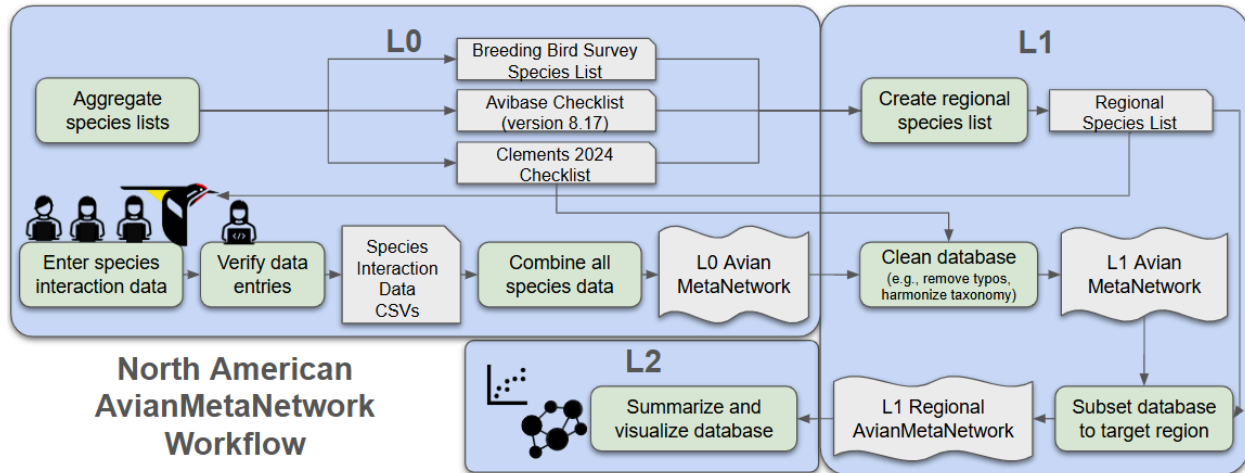 L0
Aggregate
species lists
Breeding Bird Survey
Species List
Avibase Checklist
(version 8.17)
Clements 2024
Checklist
Enter species
interaction data
</>
Verify data
entries
Species
Interaction
Data
CSVs
Combine all
species data
L0 Avian
MetaNetwork
L1
Create regional
species list
Regional
Species List
Clean database
(e.g., remove typos,
harmonize taxonomy)
L1 Avian
MetaNetwork
Subset database
to target region
L1 Regional
AvianMetaNetwork
L2
Summarize and
visualize database
North American
AvianMetaNetwork
Workflow